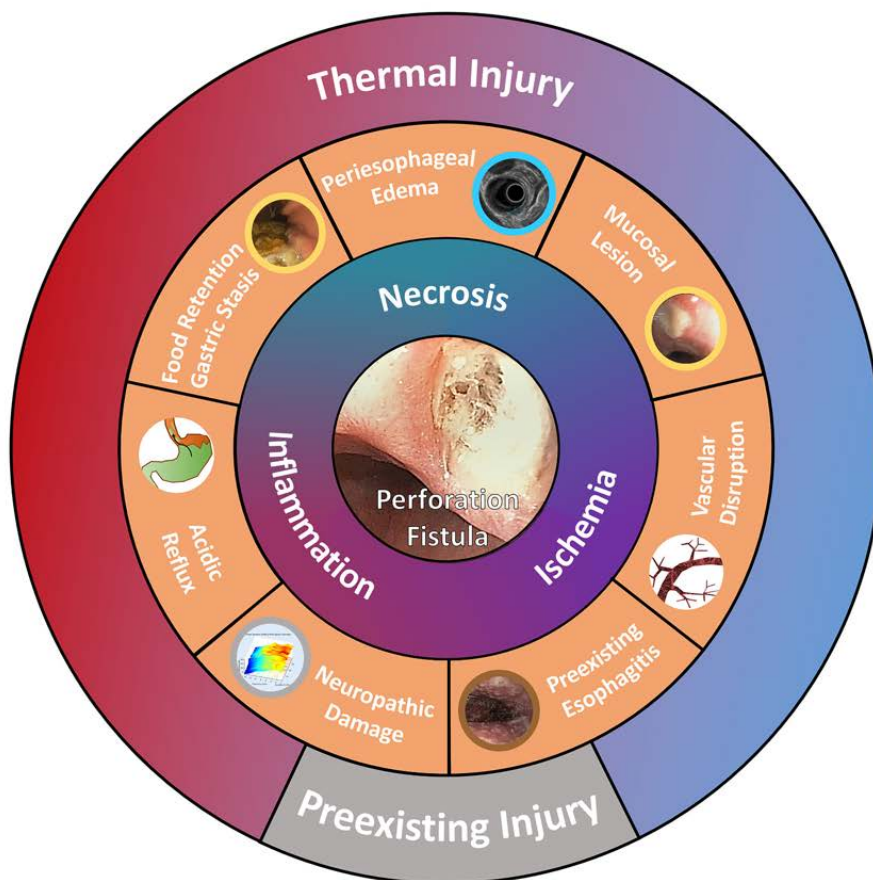 Thermal Injury
Periesophageal
Edema
Mucosal
Lesion
Vascular
Disruption
Preexisting
Esophagitis
Neuropathic
Damage
Acidic
Reflux
Food Retention
Gastric Stasis
Necrosis
Ischemia
Inflammation
Perforation
Fistula
Preexisting Injury